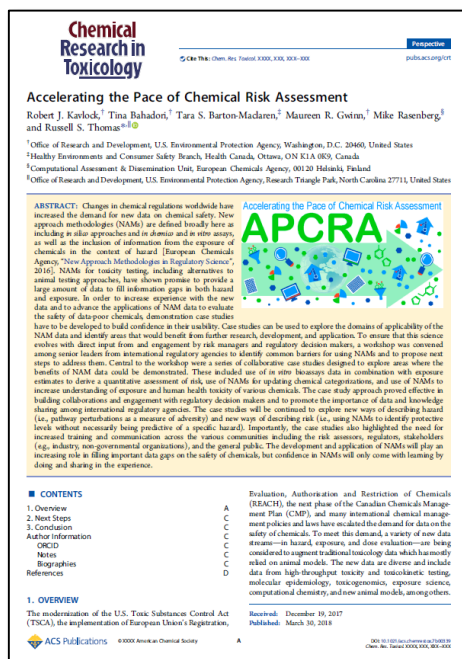 Chemical
Research in
Toxicology
Perspective
Cite This: Chem. Res. Toxicol. XXXX, XXX, XXX−XXX
pubs.acs.org/crt
Accelerating the Pace of Chemical Risk Assessment
Robert J. Kavlock,† Tina Bahadori,† Tara S. Barton-Maclaren,‡ Maureen R. Gwinn,† Mike Rasenberg,§
and Russell S. Thomas*,∥
†Office of Research and Development, U.S. Environmental Protection Agency, Washington, D.C. 20460, United States
‡Healthy Environments and Consumer Safety Branch, Health Canada, Ottawa, ON K1A 0K9, Canada
§Computational Assessment & Dissemination Unit, European Chemicals Agency, 00120 Helsinki, Finland
∥Office of Research and Development, U.S. Environmental Protection Agency, Research Triangle Park, North Carolina 27711, United States
ABSTRACT: Changes in chemical regulations worldwide have
increased the demand for new data on chemical safety. New
approach methodologies (NAMs) are defined broadly here as
including in silico approaches and in chemico and in vitro assays,
as well as the inclusion of information from the exposure of
chemicals in the context of hazard [European Chemicals
Agency, “New Approach Methodologies in Regulatory Science”,
2016]. NAMs for toxicity testing, including alternatives to
animal testing approaches, have shown promise to provide a
large amount of data to fill information gaps in both hazard
and exposure. In order to increase experience with the new
data and to advance the applications of NAM data to evaluate
the safety of data-poor chemicals, demonstration case studies
Accelerating the Pace of Chemical Risk Assessment
APCRA
have to be developed to build confidence in their usability. Case studies can be used to explore the domains of applicability of the
NAM data and identify areas that would benefit from further research, development, and application. To ensure that this science
evolves with direct input from and engagement by risk managers and regulatory decision makers, a workshop was convened
among senior leaders from international regulatory agencies to identify common barriers for using NAMs and to propose next
steps to address them. Central to the workshop were a series of collaborative case studies designed to explore areas where the
benefits of NAM data could be demonstrated. These included use of in vitro bioassays data in combination with exposure
estimates to derive a quantitative assessment of risk, use of NAMs for updating chemical categorizations, and use of NAMs to
increase understanding of exposure and human health toxicity of various chemicals. The case study approach proved effective in
building collaborations and engagement with regulatory decision makers and to promote the importance of data and knowledge
sharing among international regulatory agencies. The case studies will be continued to explore new ways of describing hazard
(i.e., pathway perturbations as a measure of adversity) and new ways of describing risk (i.e., using NAMs to identify protective
levels without necessarily being predictive of a specific hazard). Importantly, the case studies also highlighted the need for
increased training and communication across the various communities including the risk assessors, regulators, stakeholders
(e.g., industry, non-governmental organizations), and the general public. The development and application of NAMs will play an
increasing role in filling important data gaps on the safety of chemicals, but confidence in NAMs will only come with learning by
doing and sharing in the experience.
■ CONTENTS
1. Overview A
2. Next Steps C
3. Conclusion C
Author Information C
ORCID C
Notes C
Biographies C
References D
1. OVERVIEW
The modernization of the U.S. Toxic Substances Control Act
(TSCA), the implementation of European Union's Registration,
Evaluation, Authorisation and Restriction of Chemicals
(REACH), the next phase of the Canadian Chemicals Manage-
ment Plan (CMP), and many international chemical manage-
ment policies and laws have escalated the demand for data on the
safety of chemicals. To meet this demand, a variety of new data
streams—in hazard, exposure, and dose evaluation—are being
considered to augment traditional toxicology data which has mostly
relied on animal models. The new data are diverse and include
data from high-throughput toxicity and toxicokinetic testing,
molecular epidemiology, toxicogenomics, exposure science,
computational chemistry, and new animal models, among others.
Received: December 19, 2017
Published: March 30, 2018
ACS Publications
© XXXX American Chemical Society
A
Chem. Res. Toxicol. XXXX, XXX, XXX−XXX